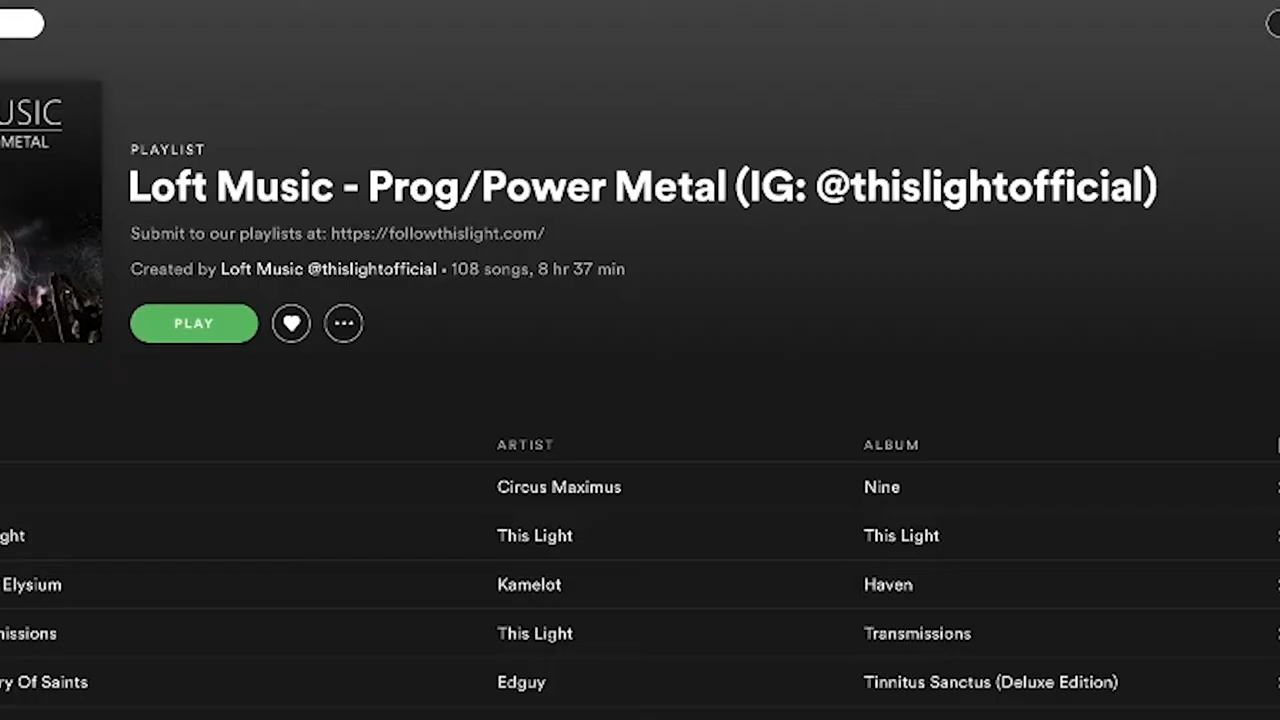 USIC
METAL
PLAYLIST
Loft Music - Prog/Power Metal (IG: @thislightofficial)
Submit to our playlists at: https://followthislight.com/
Created by Loft Music @thislightofficial • 108 songs, 8 hr 37 min
PLAY
ARTIST ALBUM
Circus Maximus Nine
ght This Light This Light
Elysium Kamelot Haven
issions This Light Transmissions
ry Of Saints Edguy Tinnitus Sanctus (Deluxe Edition)